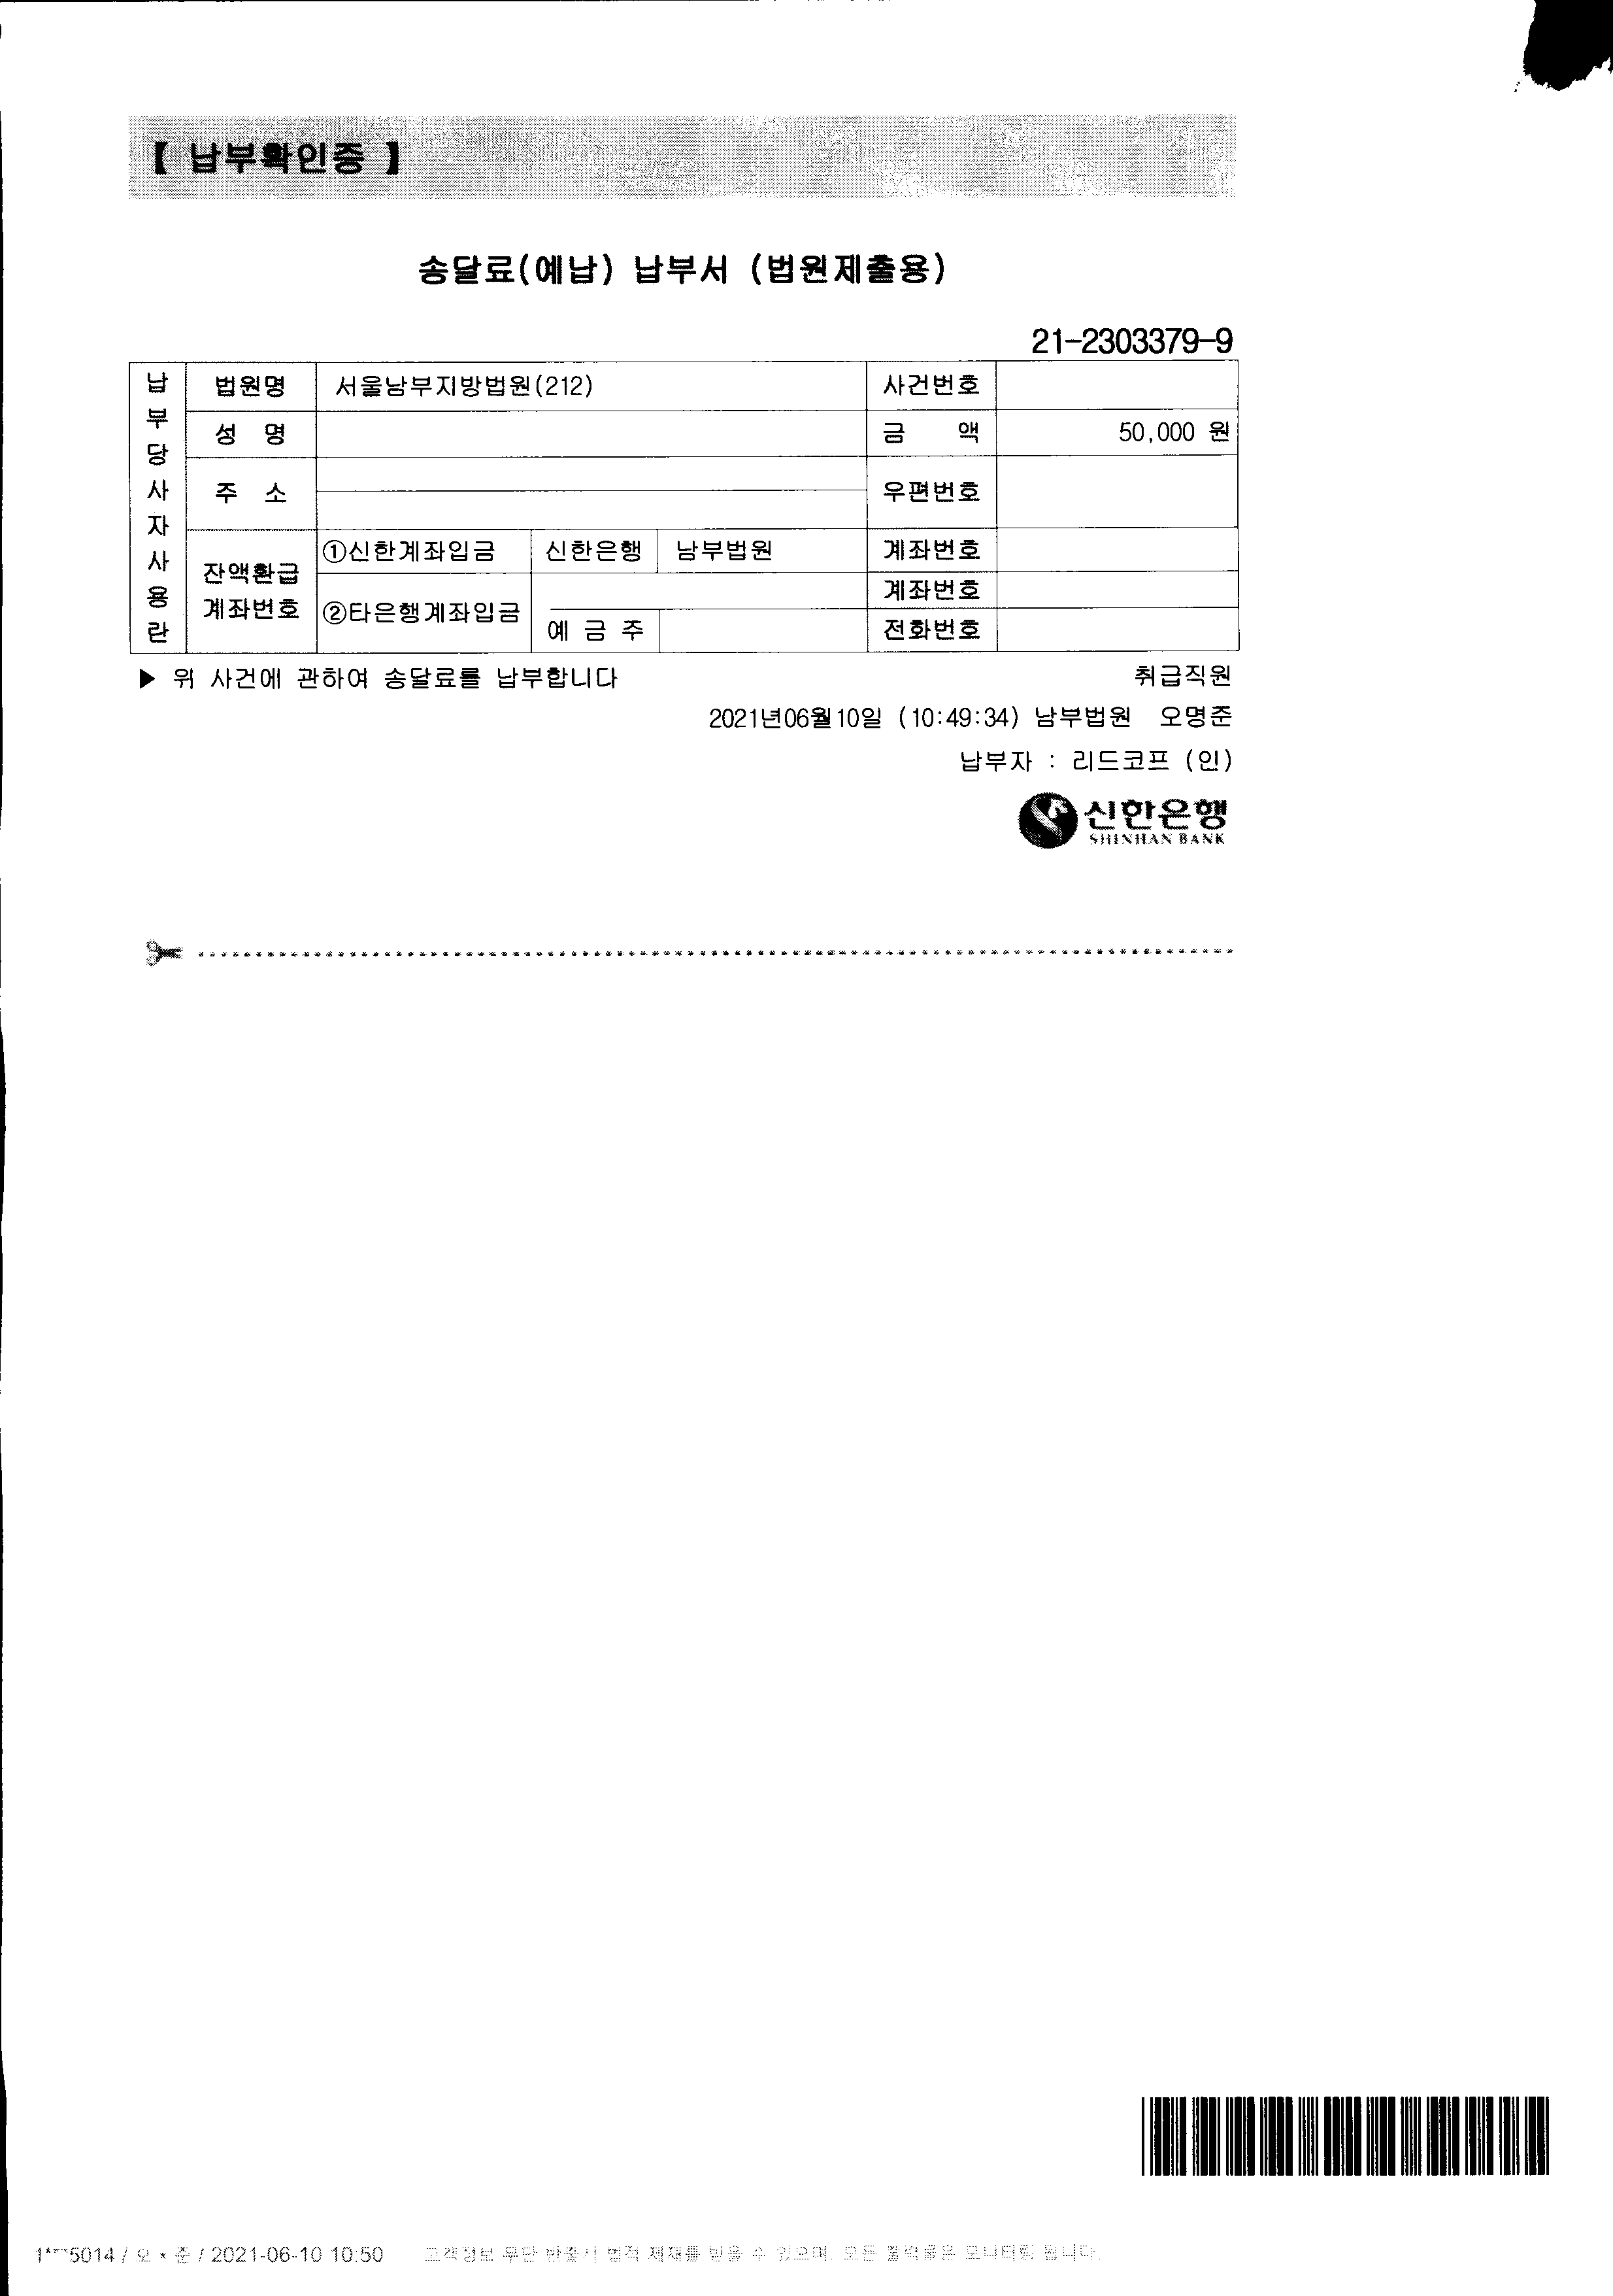 【 납부확인증 】
송달료(예납) 납부서 (법원제출용)
21-2303379-9
납부당사자사용란
법원명 서울남부지방법원(212) 사건번호
성 명 금 액 50,000 원
주 소 우편번호
잔액환급 계좌번호
①신한계좌입금 신한은행 남부법원 계좌번호
②타은행계좌입금 계좌번호
예 금 주 전화번호
▶ 위 사건에 관하여 송달료를 납부합니다 취급직원
2021년06월10일 (10:49:34) 남부법원 오명준
납부자 : 리드코프 (인)
신한은행
SHINHAN BANK
1***5014 / 오 * 준 / 2021-06-10 10:50 고객정보 무단 반출시 법적 제재를 받을 수 있으며, 모든 출력물은 모니터링 됩니다.